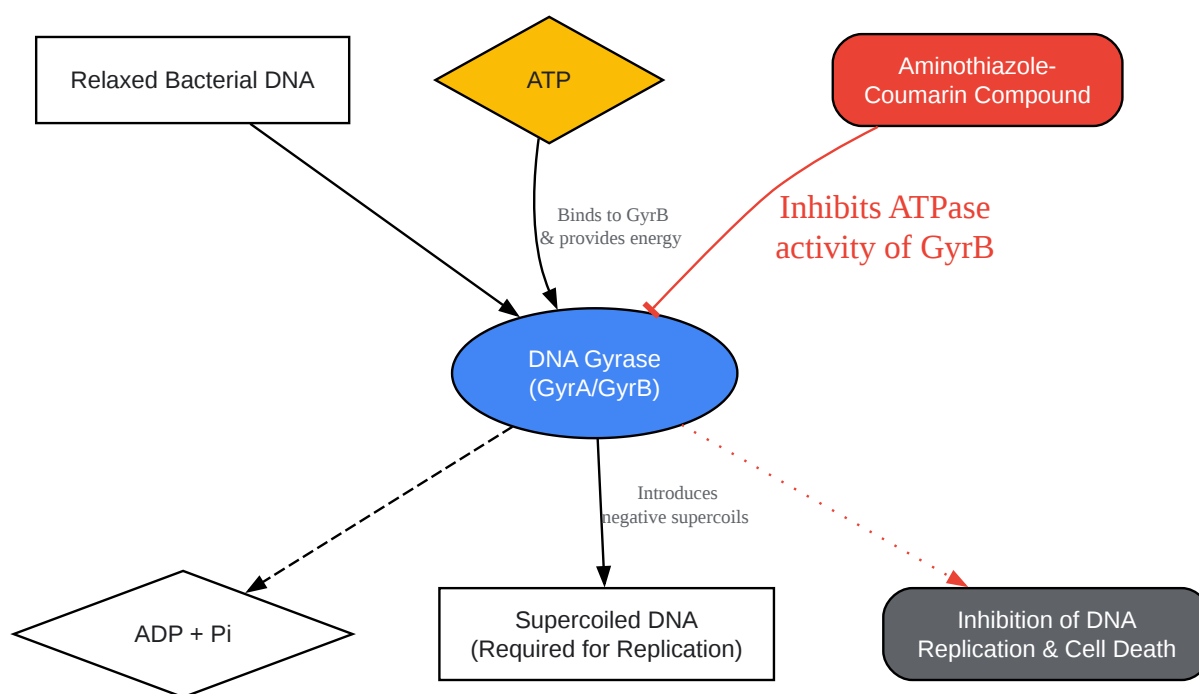 Relaxed Bacterial DNA
ATP
Aminothiazole-
Coumarin Compound
Binds to GyrB
& provides energy
Inhibits ATPase
activity of GyrB
DNA Gyrase
(GyrA/GyrB)
Introduces
negative supercoils
ADP + Pi
Supercoiled DNA
(Required for Replication)
Inhibition of DNA
Replication & Cell Death